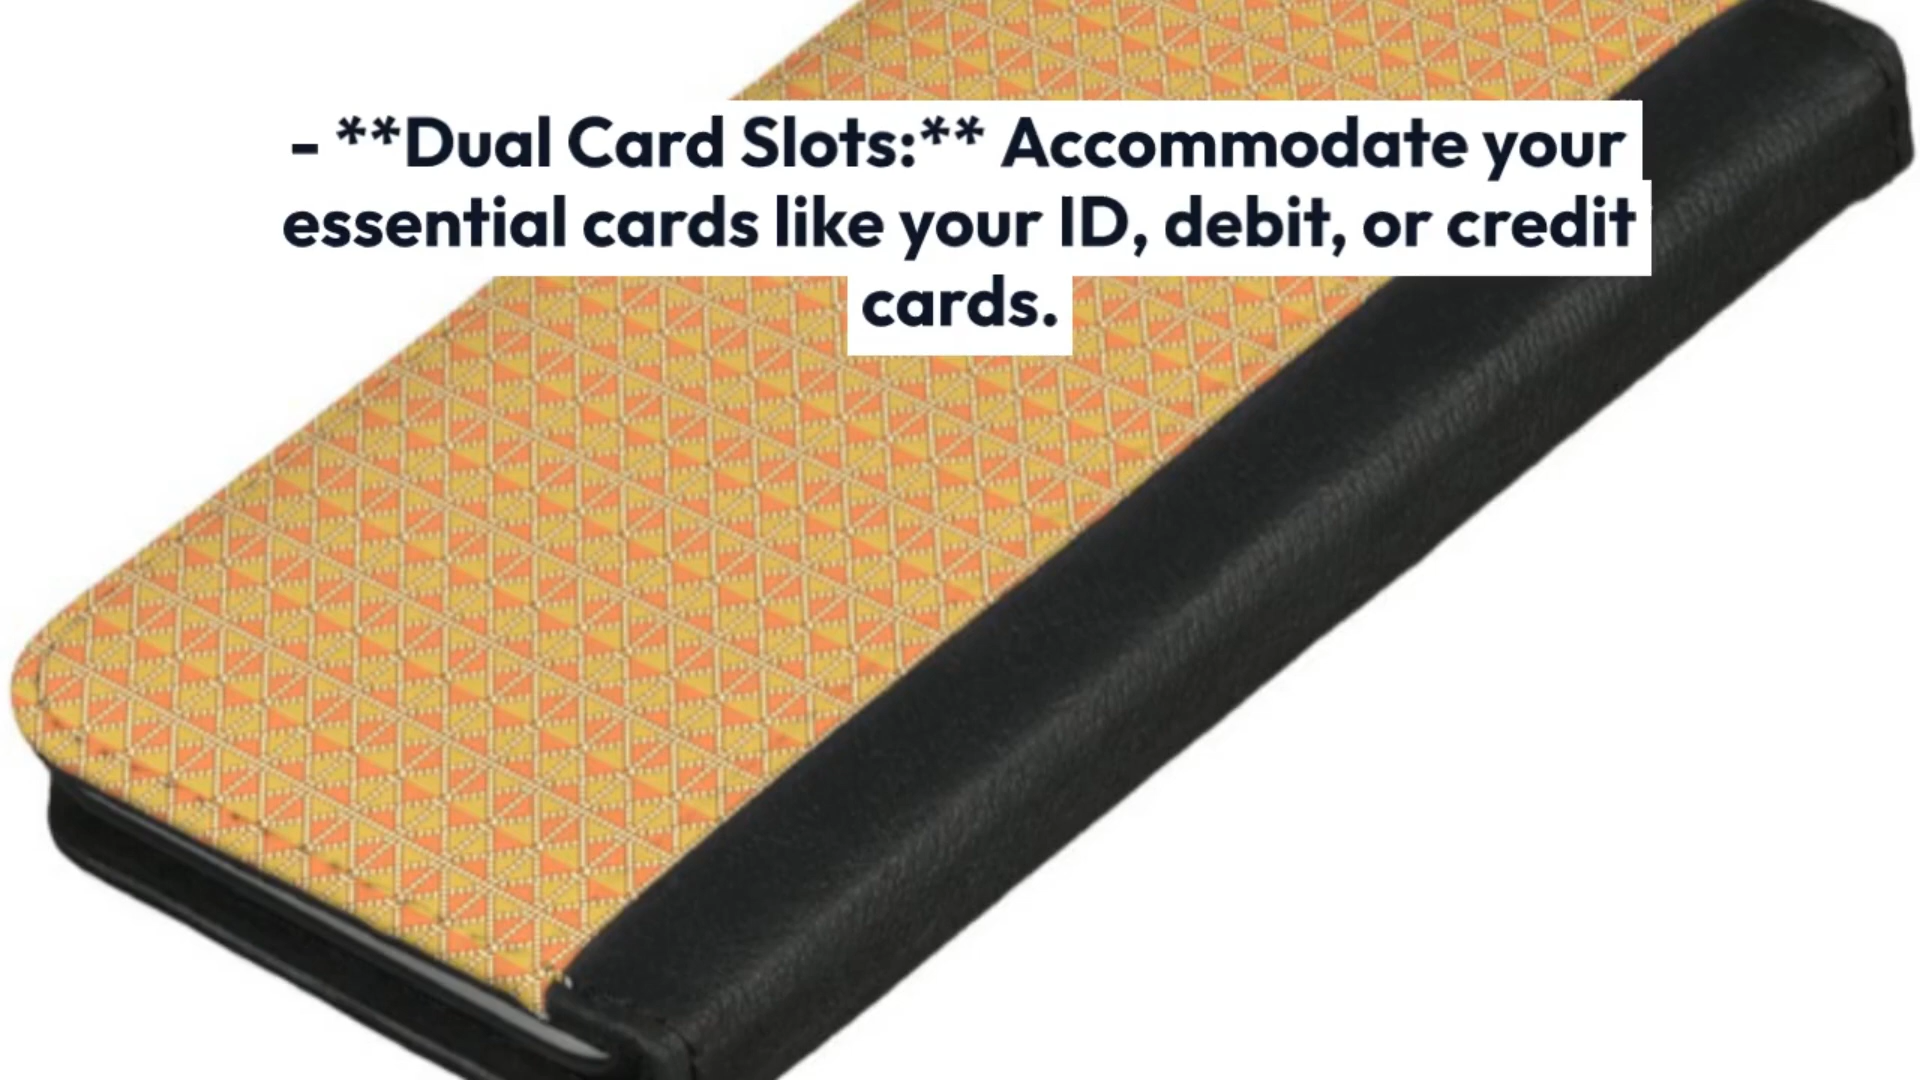 - **Dual Card Slots:** Accommodate your
essential cards like your ID, debit, or credit
cards.